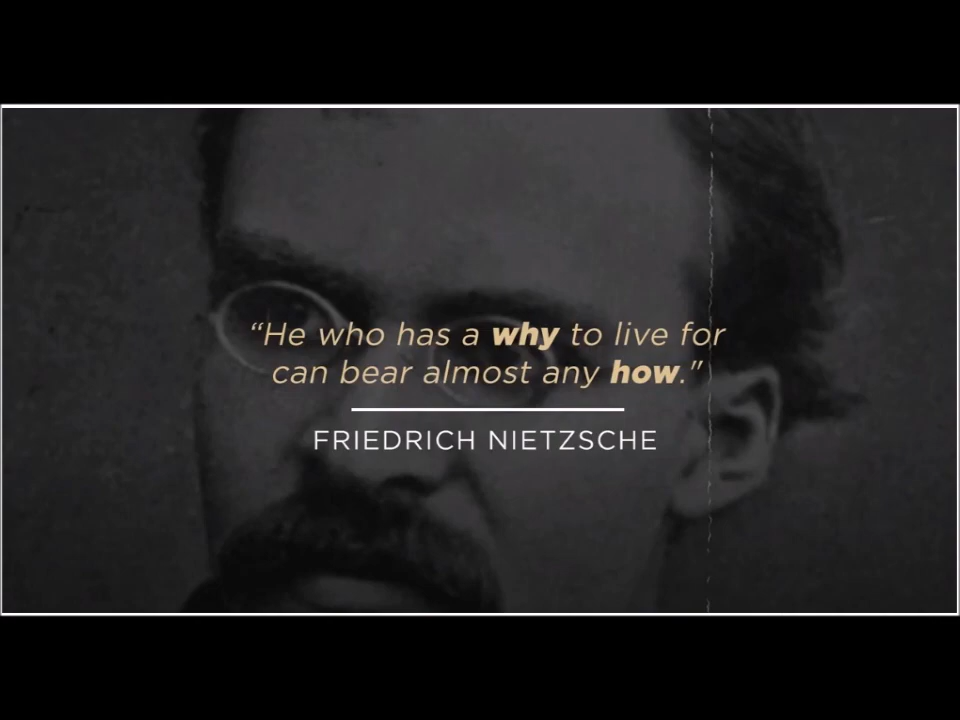 “He who has a why to live for
can bear almost any how."
FRIEDRICH NIETZSCHE